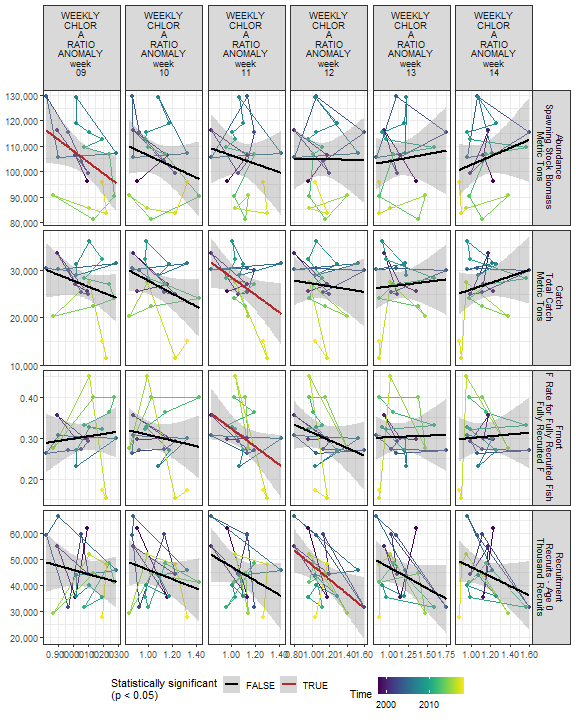 WEEKLY
CHLOR
A
RATIO
ANOMALY
week
09
WEEKLY
CHLOR
A
RATIO
ANOMALY
week
10
WEEKLY
CHLOR
A
RATIO
ANOMALY
week
11
WEEKLY
CHLOR
A
RATIO
ANOMALY
week
12
WEEKLY
CHLOR
A
RATIO
ANOMALY
week
13
WEEKLY
CHLOR
A
RATIO
ANOMALY
week
14
130,000
120,000
110,000
100,000
90,000
80,000
Abundance
Spawning Stock Biomass
Metric Tons
30,000
20,000
10,000
Catch
Total Catch
Metric Tons
0.40
0.30
0.20
Fmort
F Rate for Fully Recruited Fish
Fully Recruited F
60,000
50,000
40,000
30,000
20,000
Recruitment
Recruits - Age 0
Thousand Recruits
1.00 1.20 1.40
1.00 1.20 1.40
1.00 1.25 1.50 1.75
1.00 1.20 1.40 1.60
Statistically significant
(p < 0.05)
FALSE
TRUE
Time
2000 2010